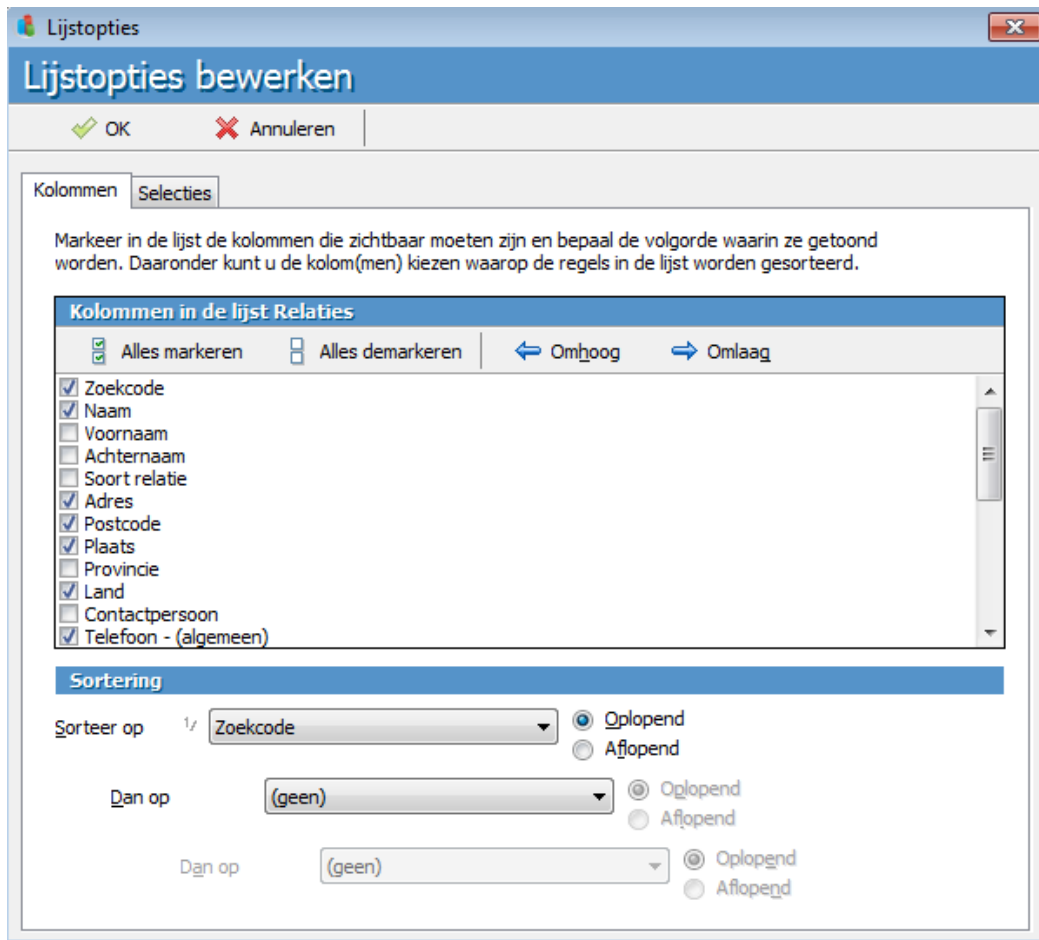 Lijstopties
Lijstopties bewerken
OK Annuleren
Kolommen Selecties
Markeer in de lijst de kolommen die zichtbaar moeten zijn en bepaal de volgorde waarin ze getoond
worden. Daaronder kunt u de kolom(men) kiezen waarop de regels in de lijst worden gesorteerd.
Kolommen in de lijst Relaties
Alles markeren Alles demarkeren Omhoog Omlaag
Zoekcode
Naam
Voornaam
Achternaam
Soort relatie
Adres
Postcode
Plaats
Provincie
Land
Contactpersoon
Telefoon - (algemeen)
Sortering
Sorteer op 1/ Zoekcode Oplopend
Aflopend
Dan op (geen) Oplopend
Aflopend
Dan op (geen) Oplopend
Aflopend